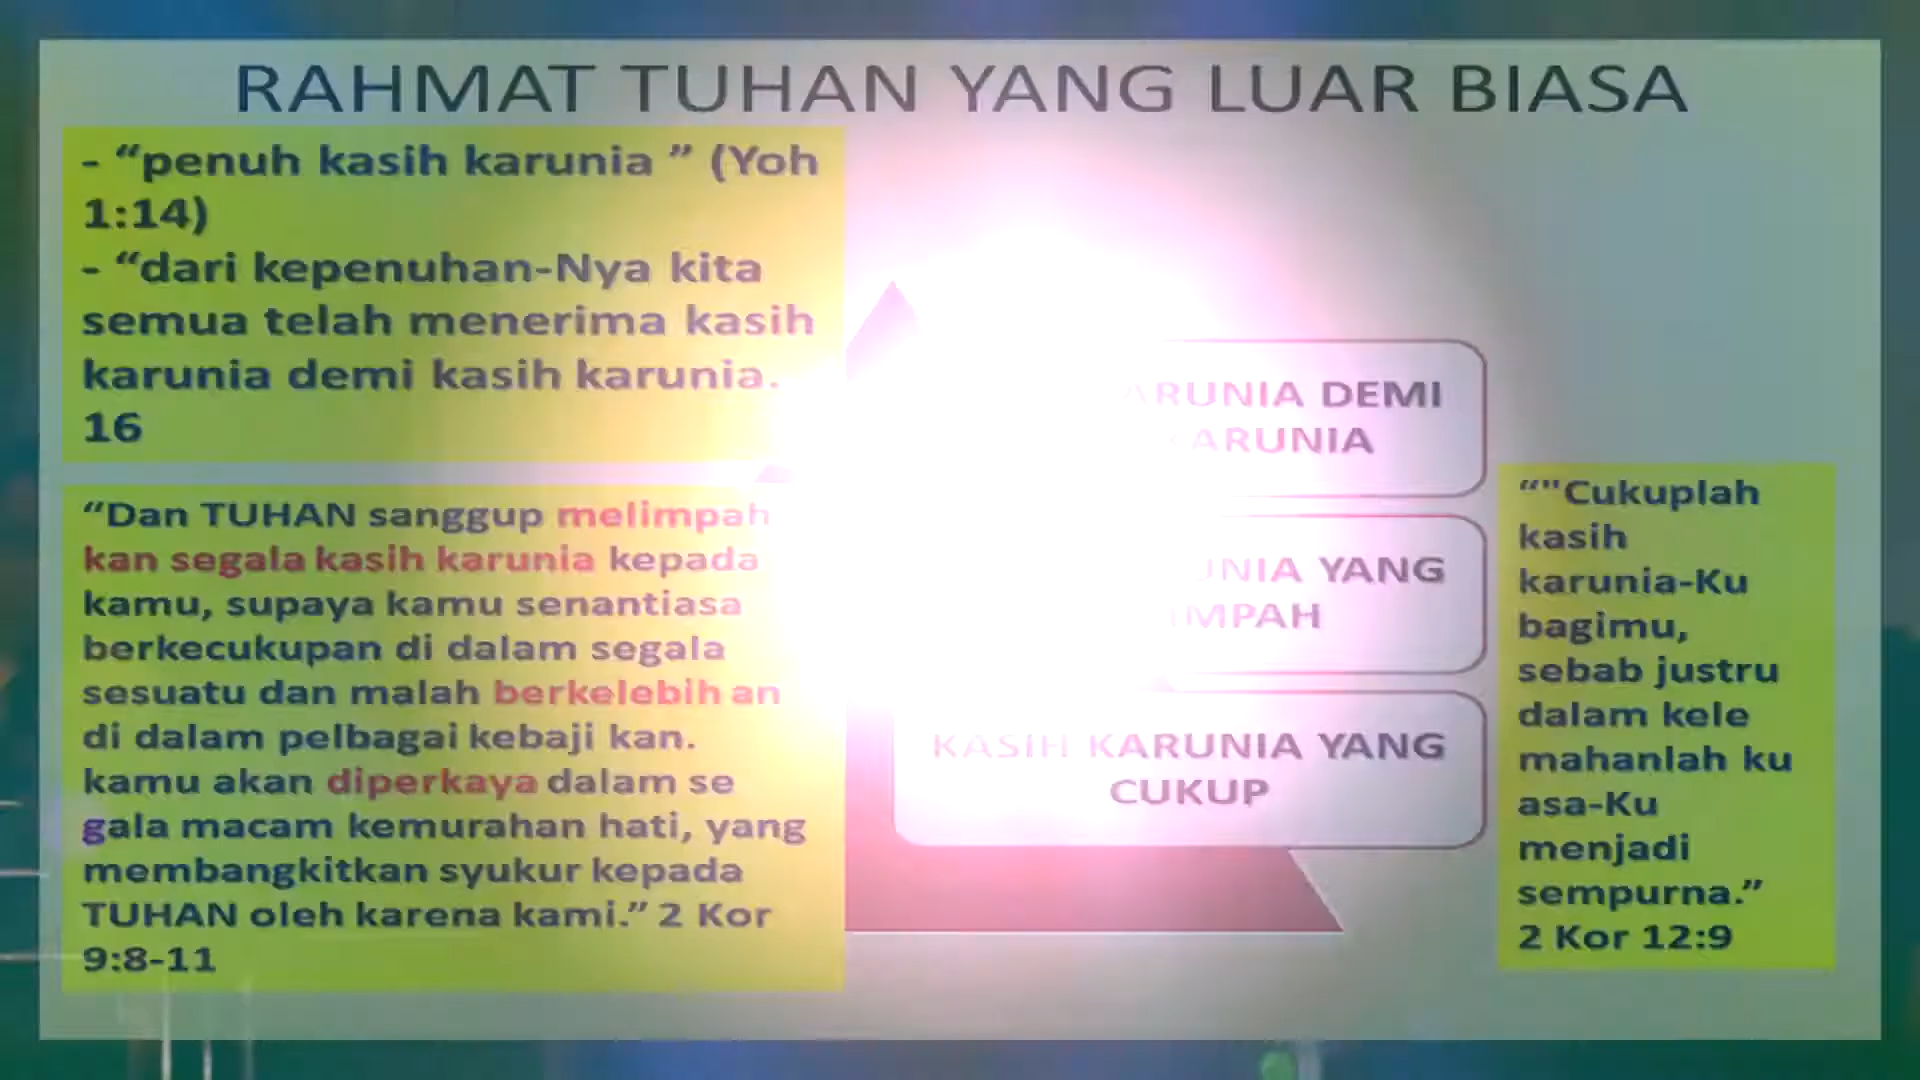 RAHMAT TUHAN YANG LUAR BIASA
- “penuh kasih karunia ” (Yoh
1:14)
- “dari kepenuhan-Nya kita
semua telah menerima kasih
karunia demi kasih karunia.
16
“Dan TUHAN sanggup melimpah
kan segala kasih karunia kepada
kamu, supaya kamu senantiasa
berkecukupan di dalam segala
sesuatu dan malah berkelebih an
di dalam pelbagai kebaji kan.
kamu akan diperkaya dalam se
gala macam kemurahan hati, yang
membangkitkan syukur kepada
TUHAN oleh karena kami.” 2 Kor
9:8-11
DEMI
YANG
KASIH KARUNIA YANG
CUKUP
“"Cukuplah
kasih
karunia-Ku
bagimu,
sebab justru
dalam kele
mahanlah ku
asa-Ku
menjadi
sempurna.”
2 Kor 12:9